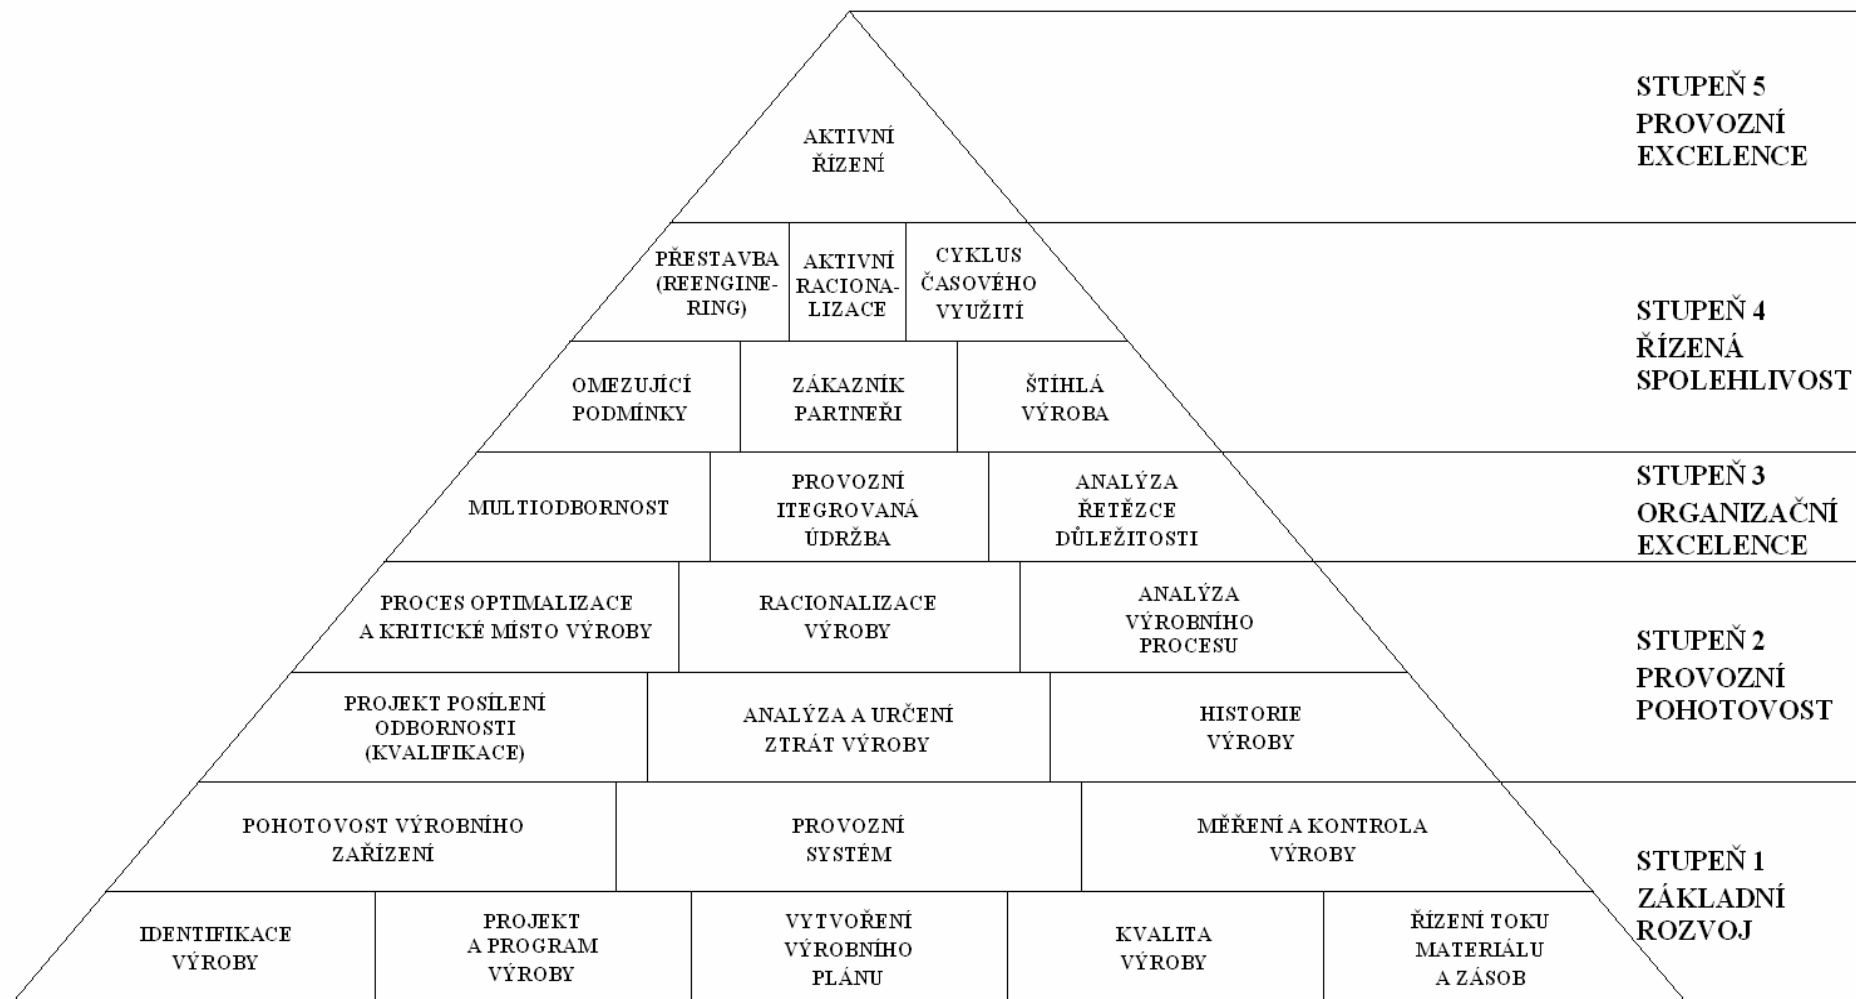 STUPEŇ 5
PROVOZNÍ
EXCELENCE
AKTIVNÍ
ŘÍZENÍ
PŘESTAVBA
(REENGINE-
RING)
AKTIVNÍ
RACIONA-
LIZACE
CYKLUS
ČASOVÉHO
VYUŽITÍ
STUPEŇ 4
ŘÍZENÁ
SPOLEHLIVOST
OMEZUJÍCÍ
PODMÍNKY
ZÁKAZNÍK
PARTNEŘI
ŠTÍHLÁ
VÝROBA
MULTIODBORNOST
PROVOZNÍ
ITEGROVANÁ
ÚDRŽBA
ANALÝZA
ŘETĚZCE
DŮLEŽITOSTI
STUPEŇ 3
ORGANIZAČNÍ
EXCELENCE
PROCES OPTIMALIZACE
A KRITICKÉ MÍSTO VÝROBY
RACIONALIZACE
VÝROBY
ANALÝZA
VÝROBNÍHO
PROCESU
STUPEŇ 2
PROVOZNÍ
POHOTOVOST
PROJEKT POSÍLENÍ
ODBORNOSTI
(KVALIFIKACE)
ANALÝZA A URČENÍ
ZTRÁT VÝROBY
HISTORIE
VÝROBY
POHOTOVOST VÝROBNÍHO
ZAŘÍZENÍ
PROVOZNÍ
SYSTÉM
MĚŘENÍ A KONTROLA
VÝROBY
STUPEŇ 1
ZÁKLADNÍ
ROZVOJ
IDENTIFIKACE
VÝROBY
PROJEKT
A PROGRAM
VÝROBY
VYTVOŘENÍ
VÝROBNÍHO
PLÁNU
KVALITA
VÝROBY
ŘÍZENÍ TOKU
MATERIÁLU
A ZÁSOB